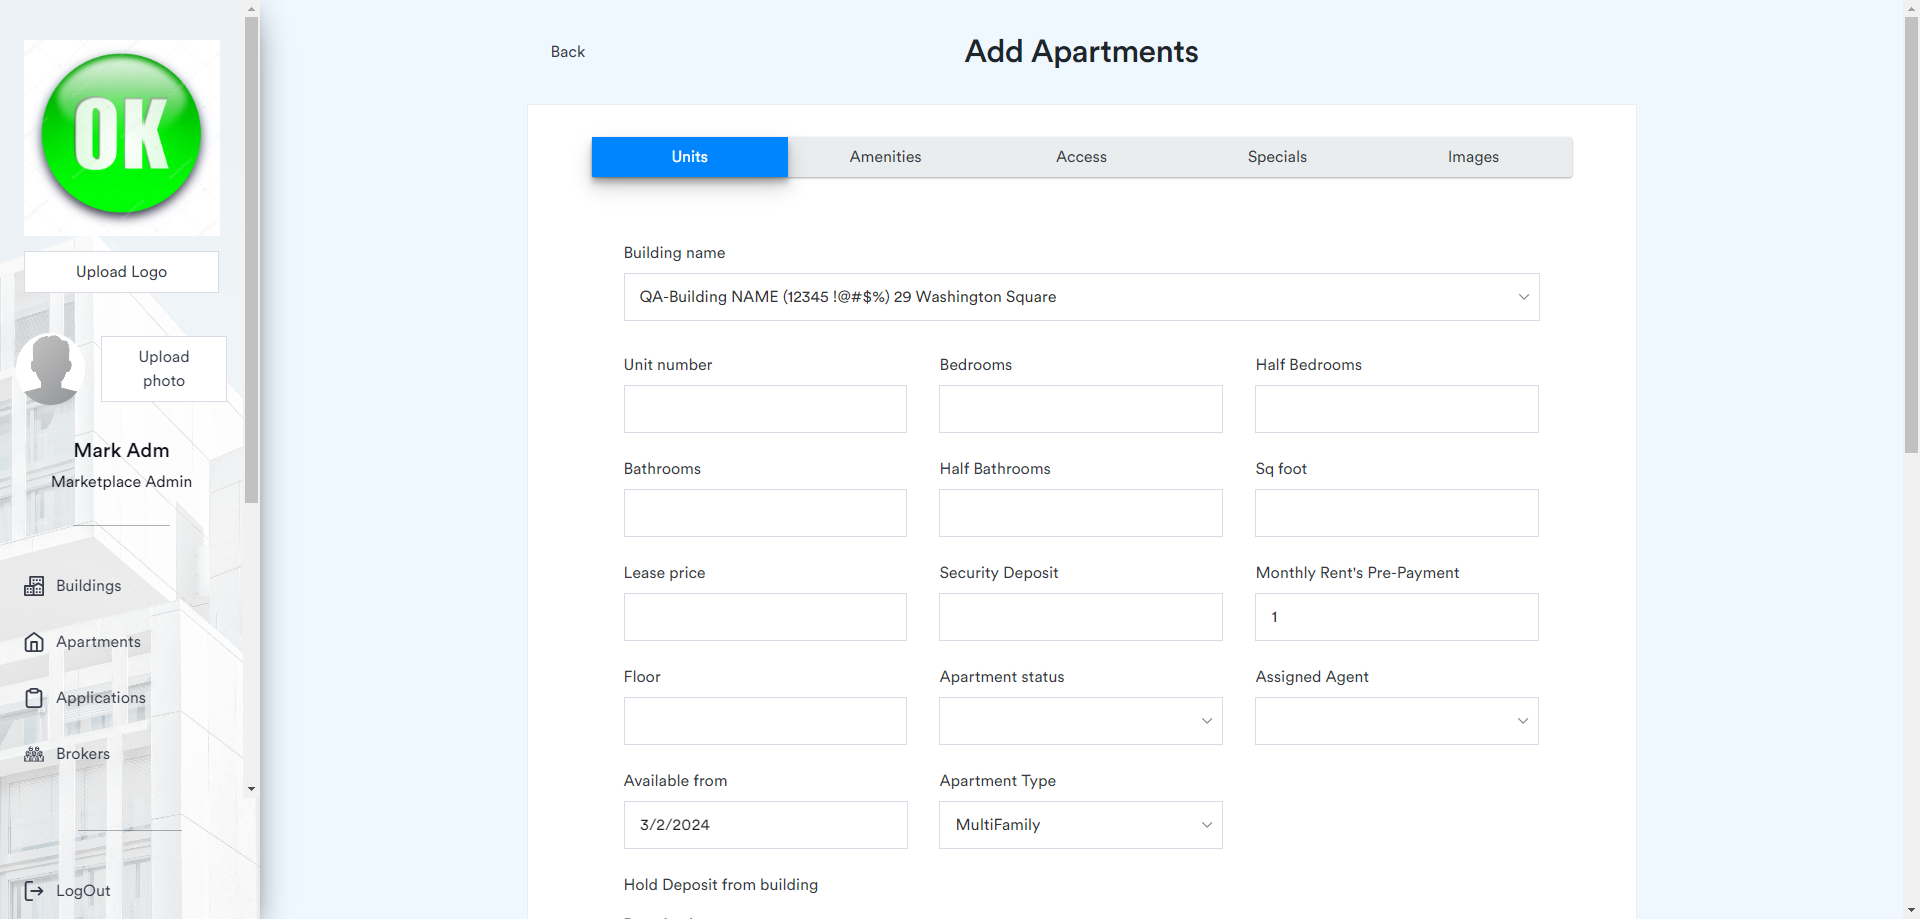 OK
Upload Logo
Upload
photo
Mark Adm
Marketplace Admin
Buildings
Apartments
Applications
Brokers
LogOut
Back
Add Apartments
Units
Amenities
Access
Specials
Images
Building name
QA-Building NAME (12345 !@#$%) 29 Washington Square
Unit number
Bedrooms
Half Bedrooms
Bathrooms
Half Bathrooms
Sq foot
Lease price
Security Deposit
Monthly Rent's Pre-Payment
1
Floor
Apartment status
Assigned Agent
Available from
Apartment Type
3/2/2024
MultiFamily
Hold Deposit from building